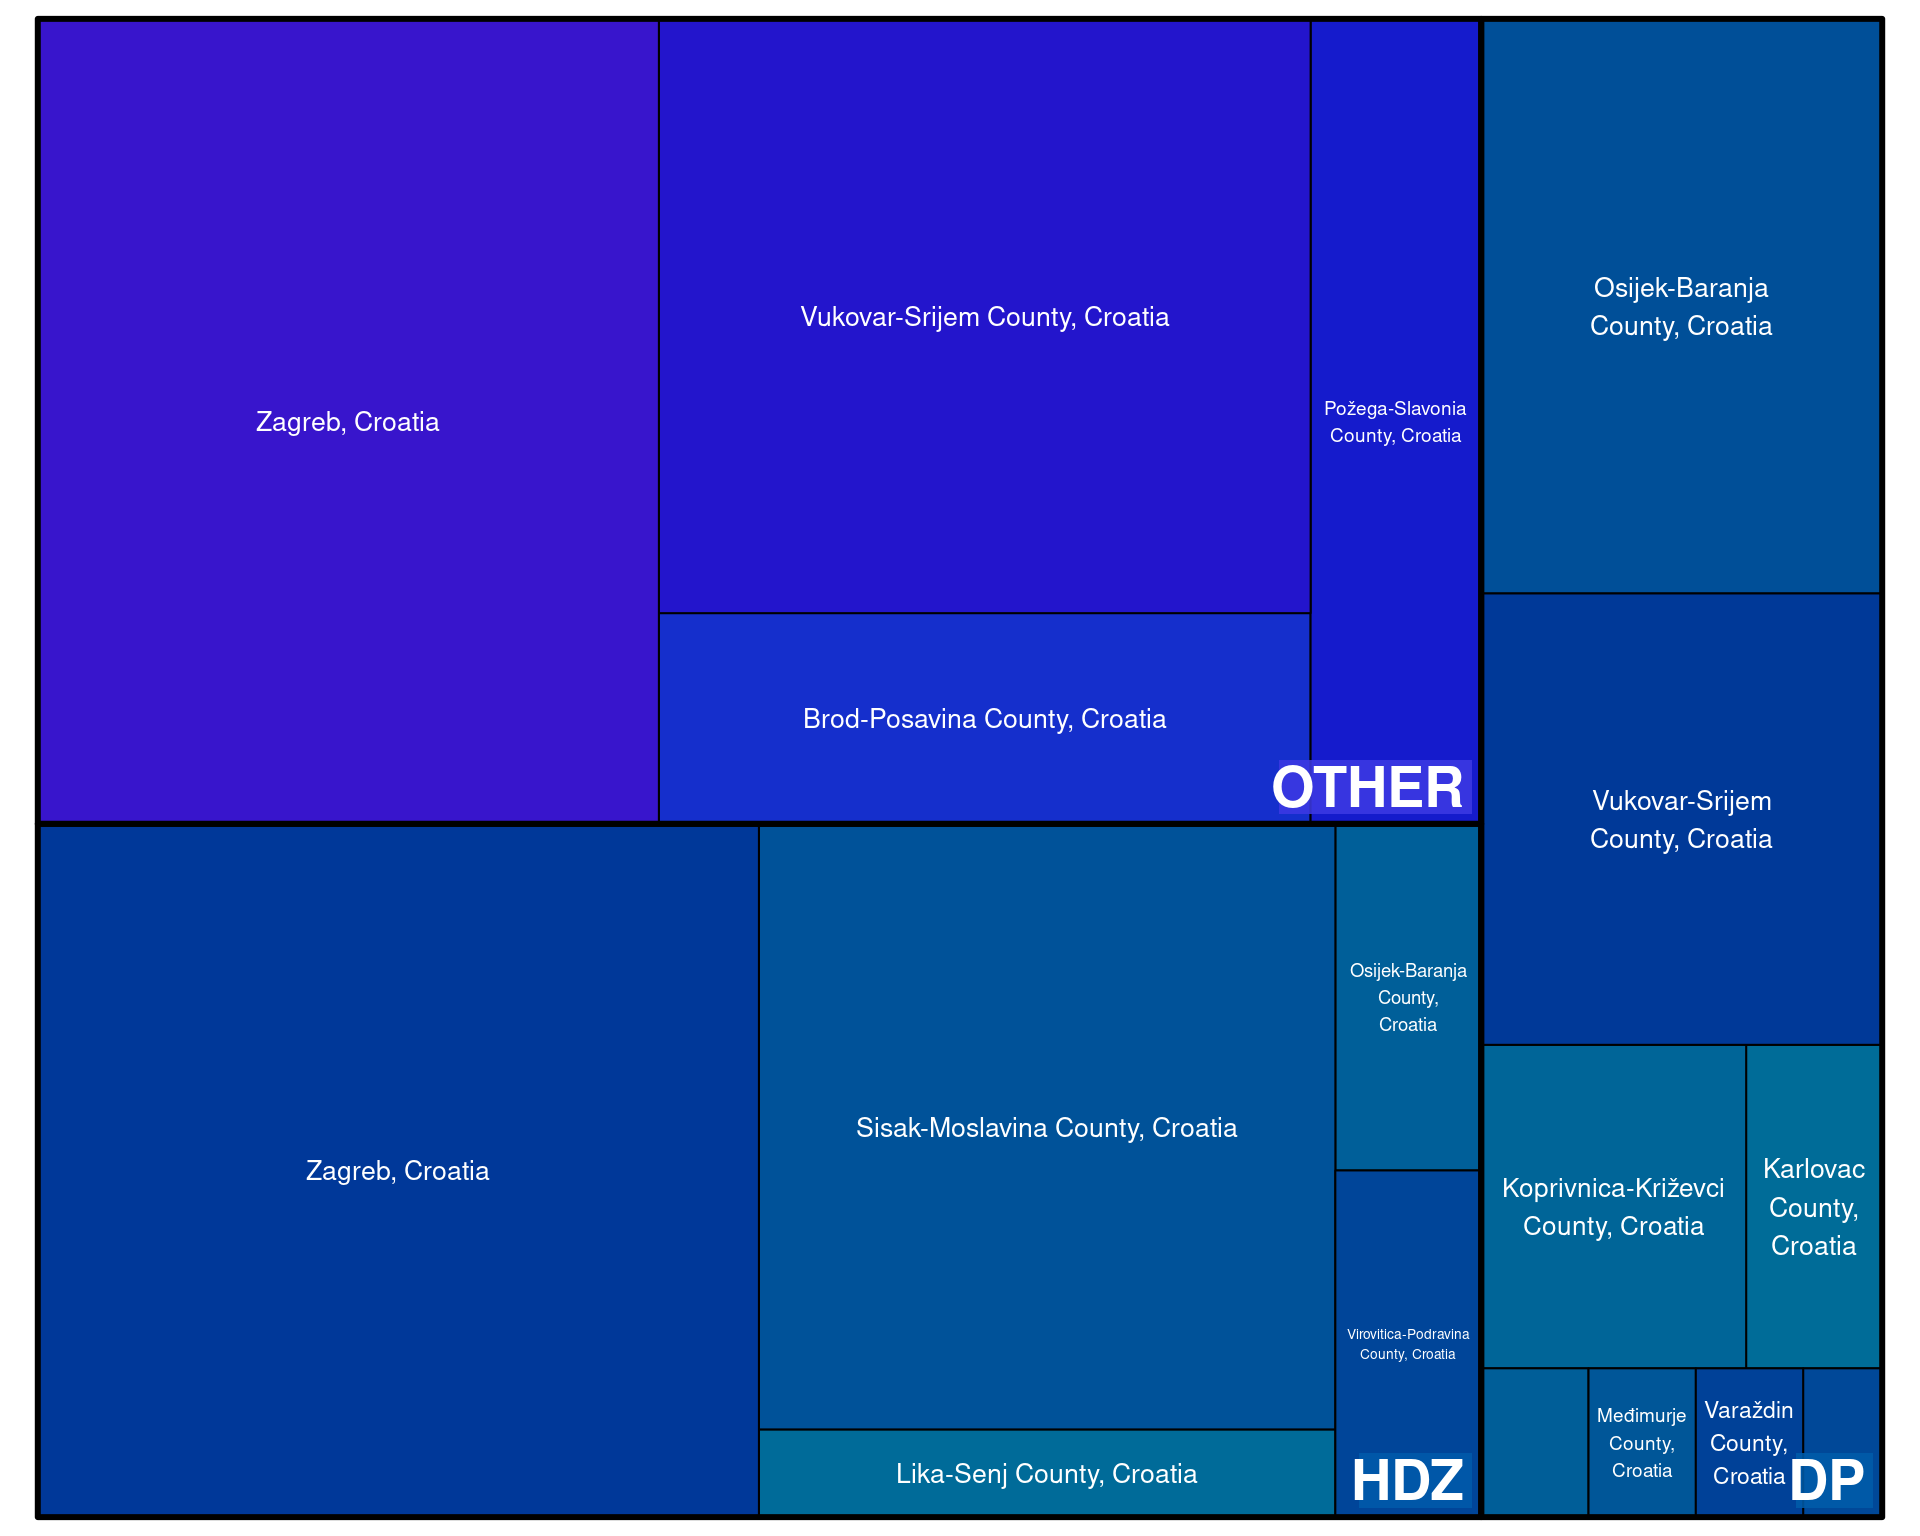 Zagreb, Croatia
Vukovar-Srijem County, Croatia
Brod-Posavina County, Croatia
Požega-Slavonia
County, Croatia
OTHER
Zagreb, Croatia
Sisak-Moslavina County, Croatia
Lika-Senj County, Croatia
Osijek-Baranja
County,
Croatia
Virovitica-Podravina
County, Croatia
HDZ
Osijek-Baranja
County, Croatia
Vukovar-Srijem
County, Croatia
Koprivnica-Križevci
County, Croatia
Karlovac
County,
Croatia
Međimurje
County,
Croatia
Varaždin
County,
Croatia
DP